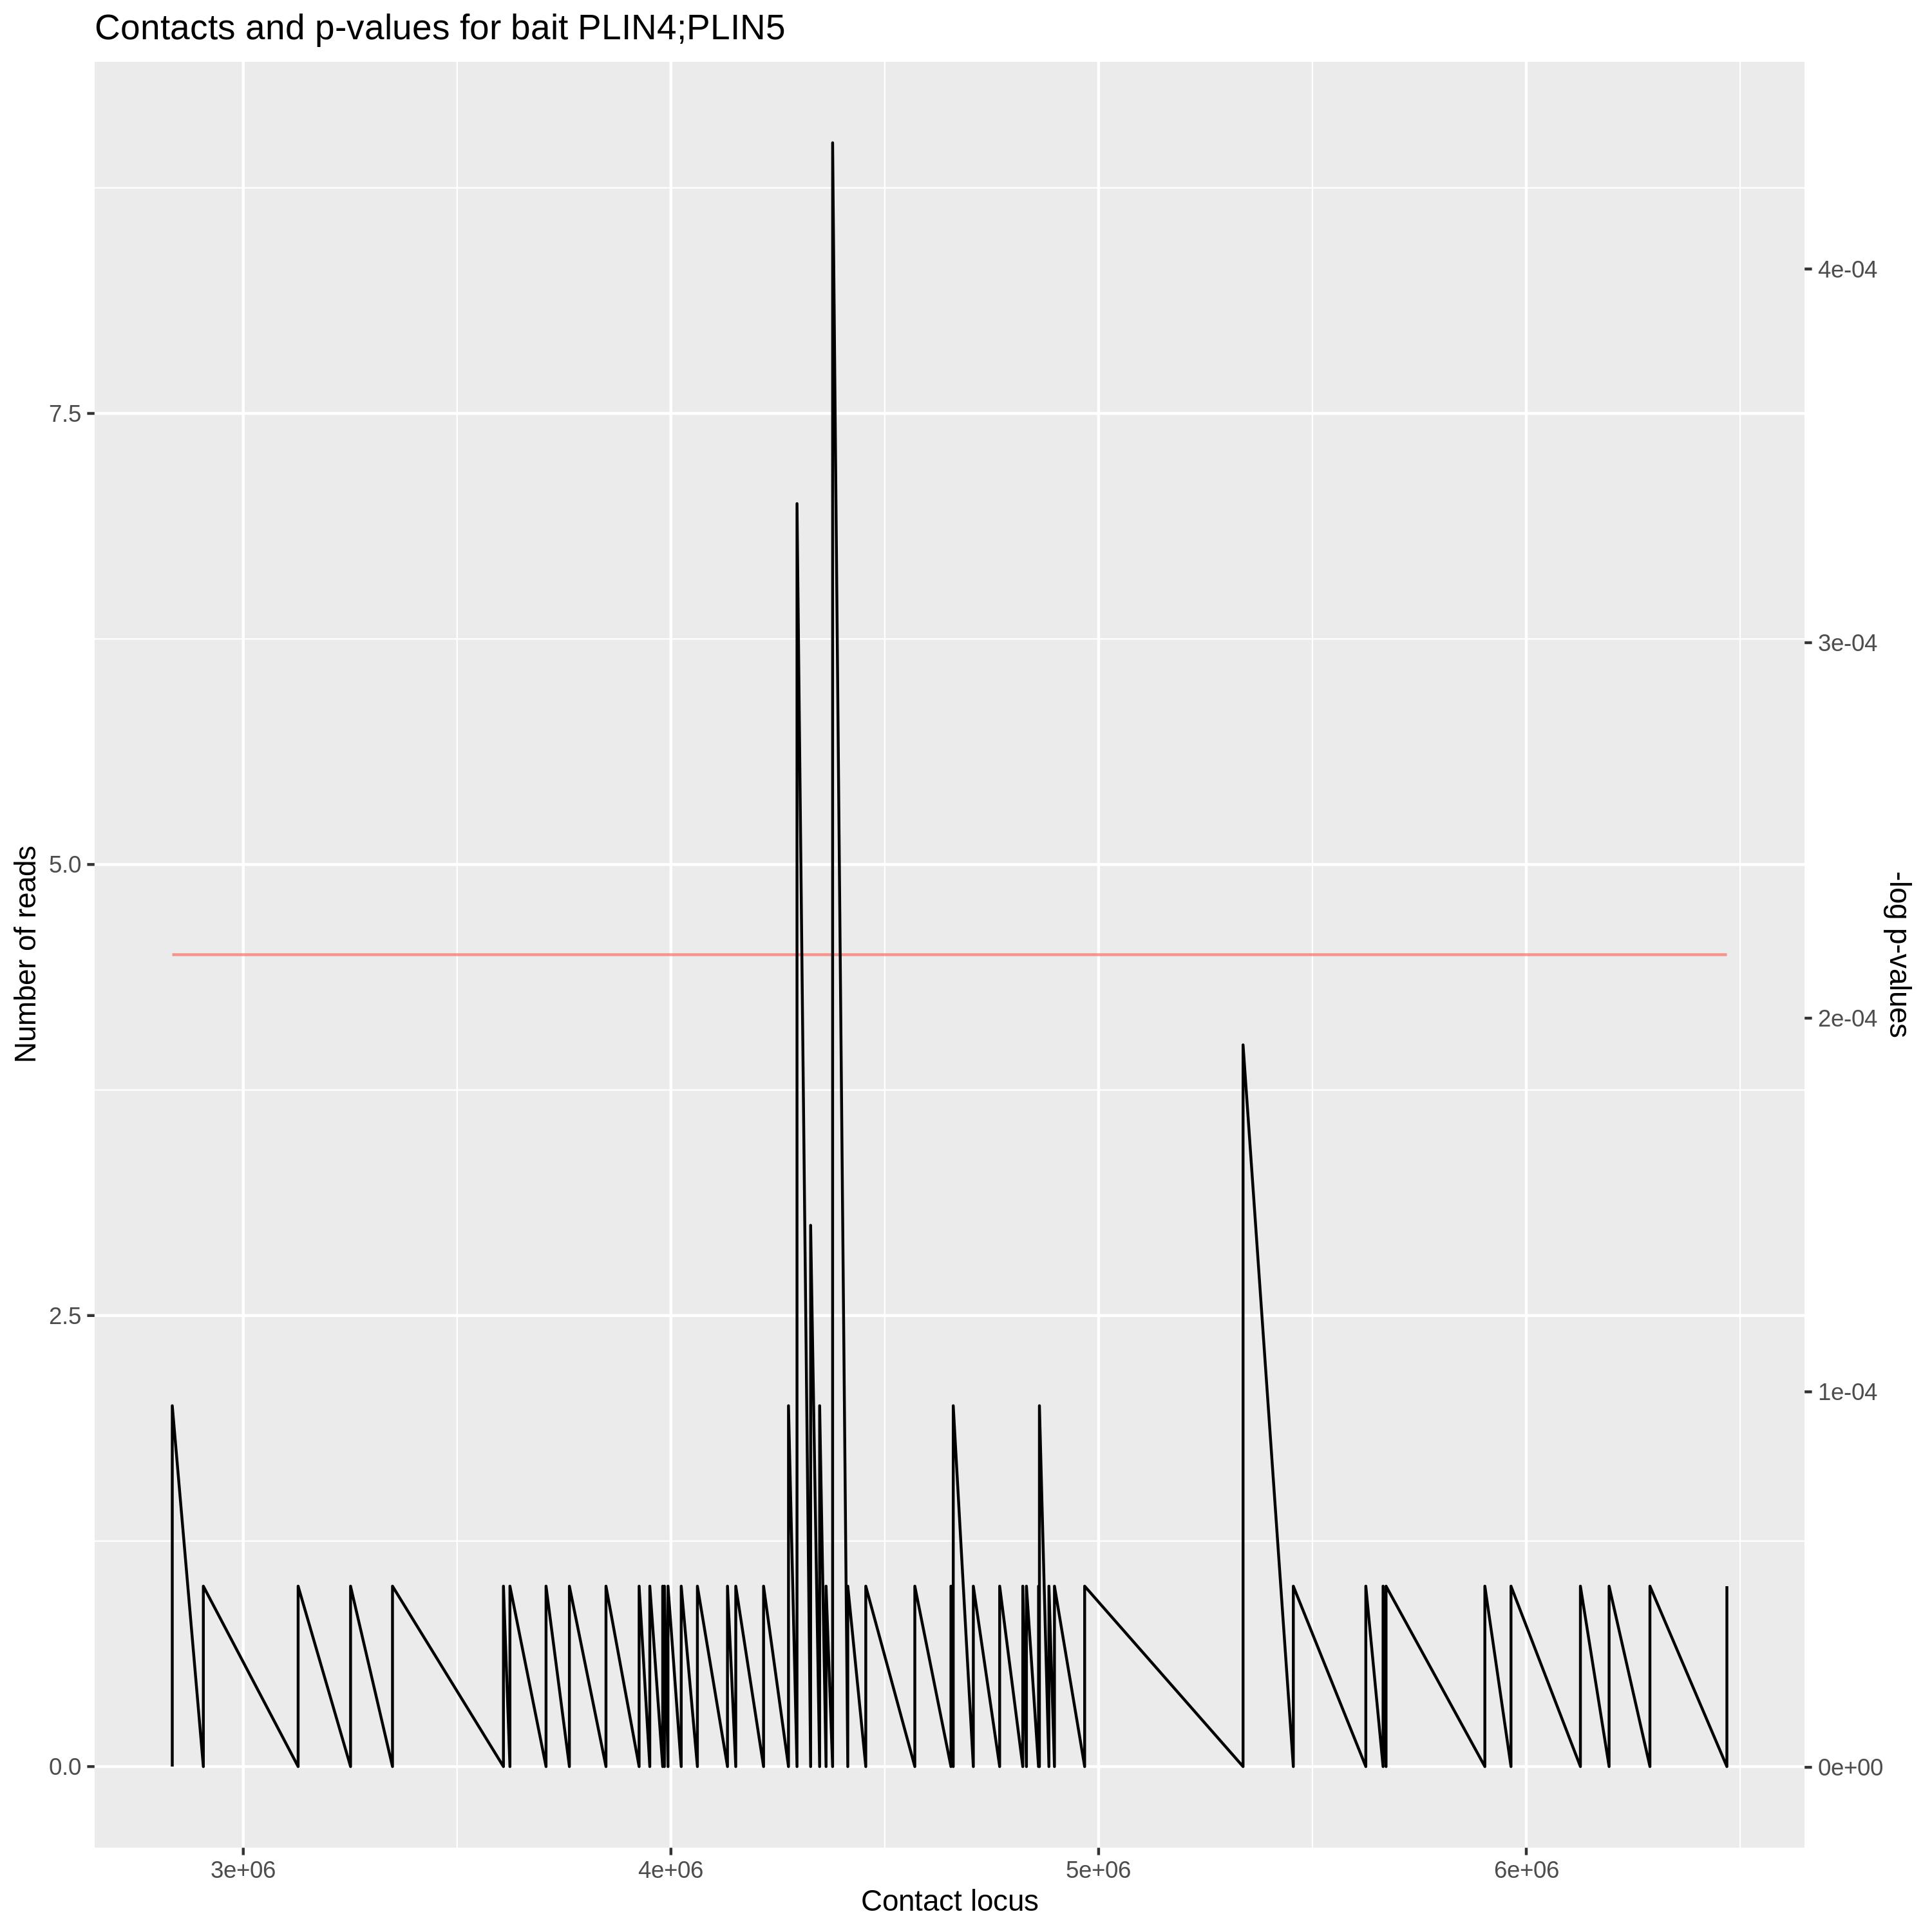 Contacts and p-values for bait PLIN4;PLIN5
Number of reads
7.5
5.0
2.5
0.0
4e-04
3e-04
2e-04
1e-04
0e+00
-log p-values
3e+06
4e+06
5e+06
6e+06
Contact locus